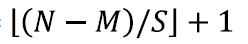 = ⌊(N − M)/S⌋ + 1